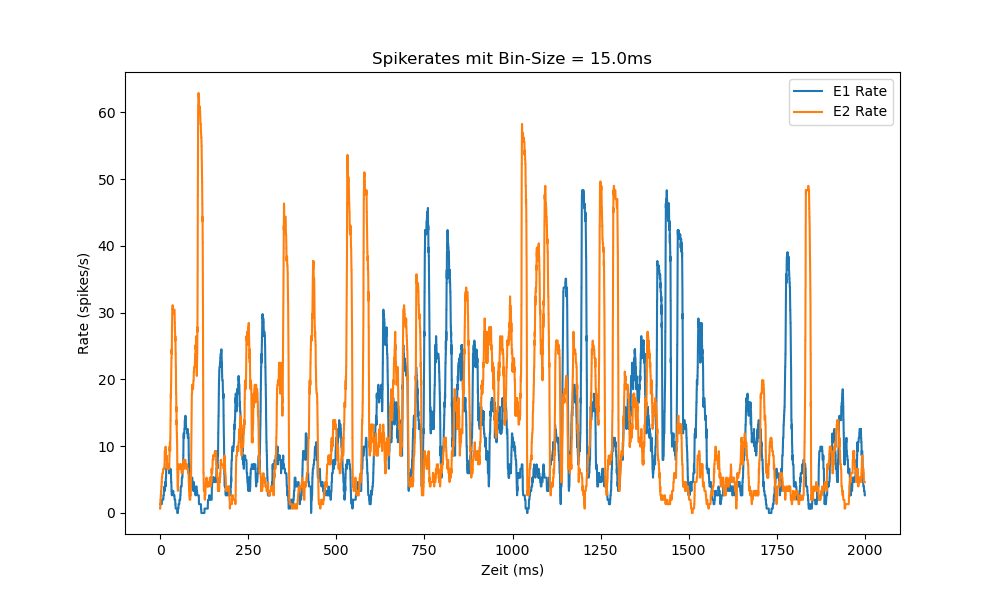 Spikerates mit Bin-Size = 15.0ms
E1 Rate
E2 Rate
Rate (spikes/s)
60
50
40
30
20
10
0
0 250 500 750 1000 1250 1500 1750 2000
Zeit (ms)